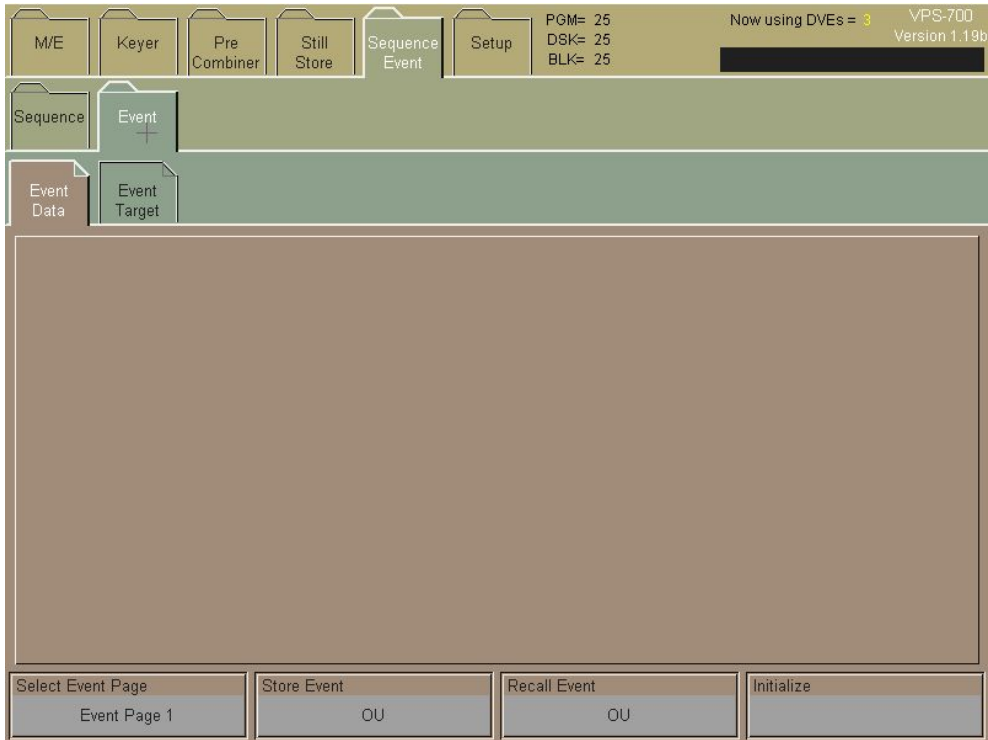 M/E
Keyer
Pre
Combiner
Still
Store
Sequence
Event
Setup
PGM= 25
DSK= 25
BLK= 25
Now using DVEs = 3
VPS-700
Version 1.19b
Sequence
Event
Event
Data
Event
Target
Select Event Page
Event Page 1
Store Event
OU
Recall Event
OU
Initialize